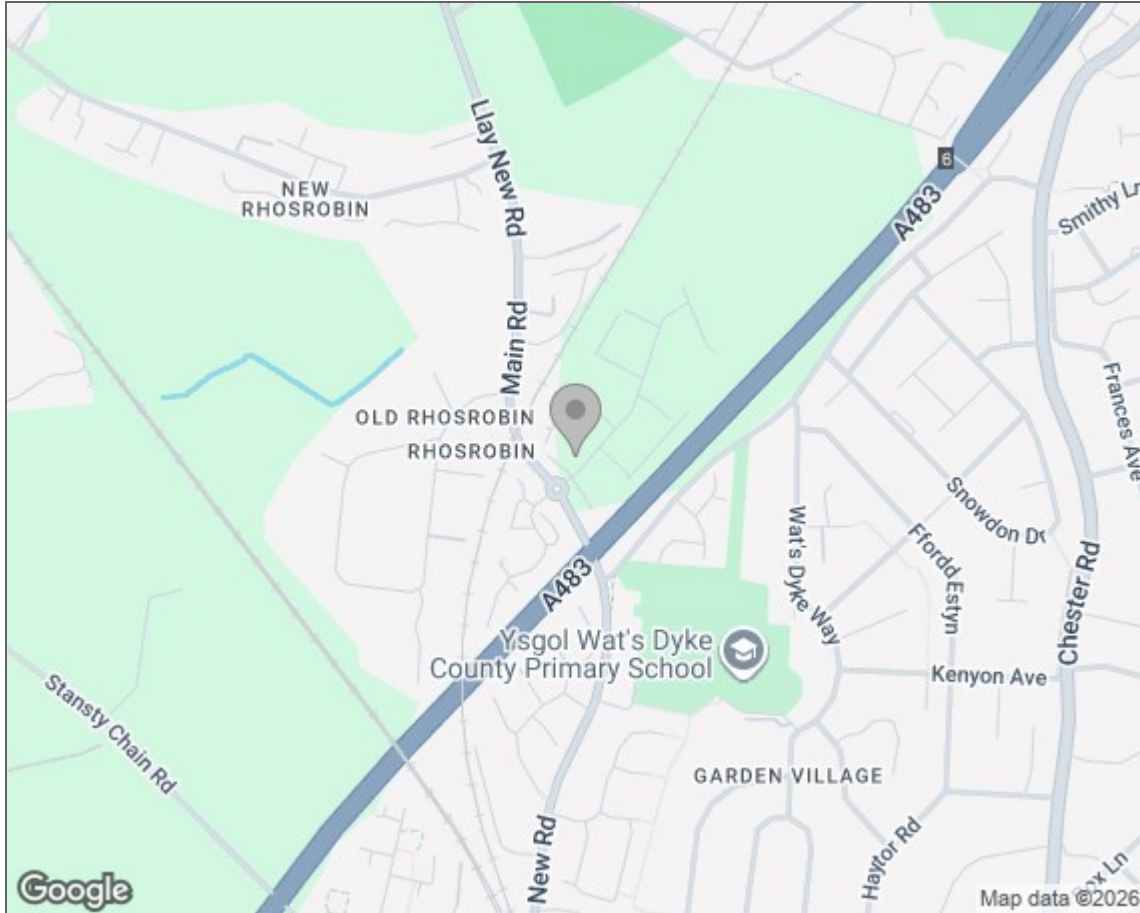 6
A483
Smithy Ln
Llay New Rd
NEW
RHOSROBIN
Main Rd
Frances Ave
OLD RHOSROBIN
RHOSROBIN
Snowdon Dr
Wat's Dyke Way
Ffordd Estyn
Chester Rd
A483
Ysgol Wat's Dyke
County Primary School
Kenyon Ave
Stansty Chain Rd
GARDEN VILLAGE
New Rd
Haytor Rd
Ln
Google
Map data ©2026